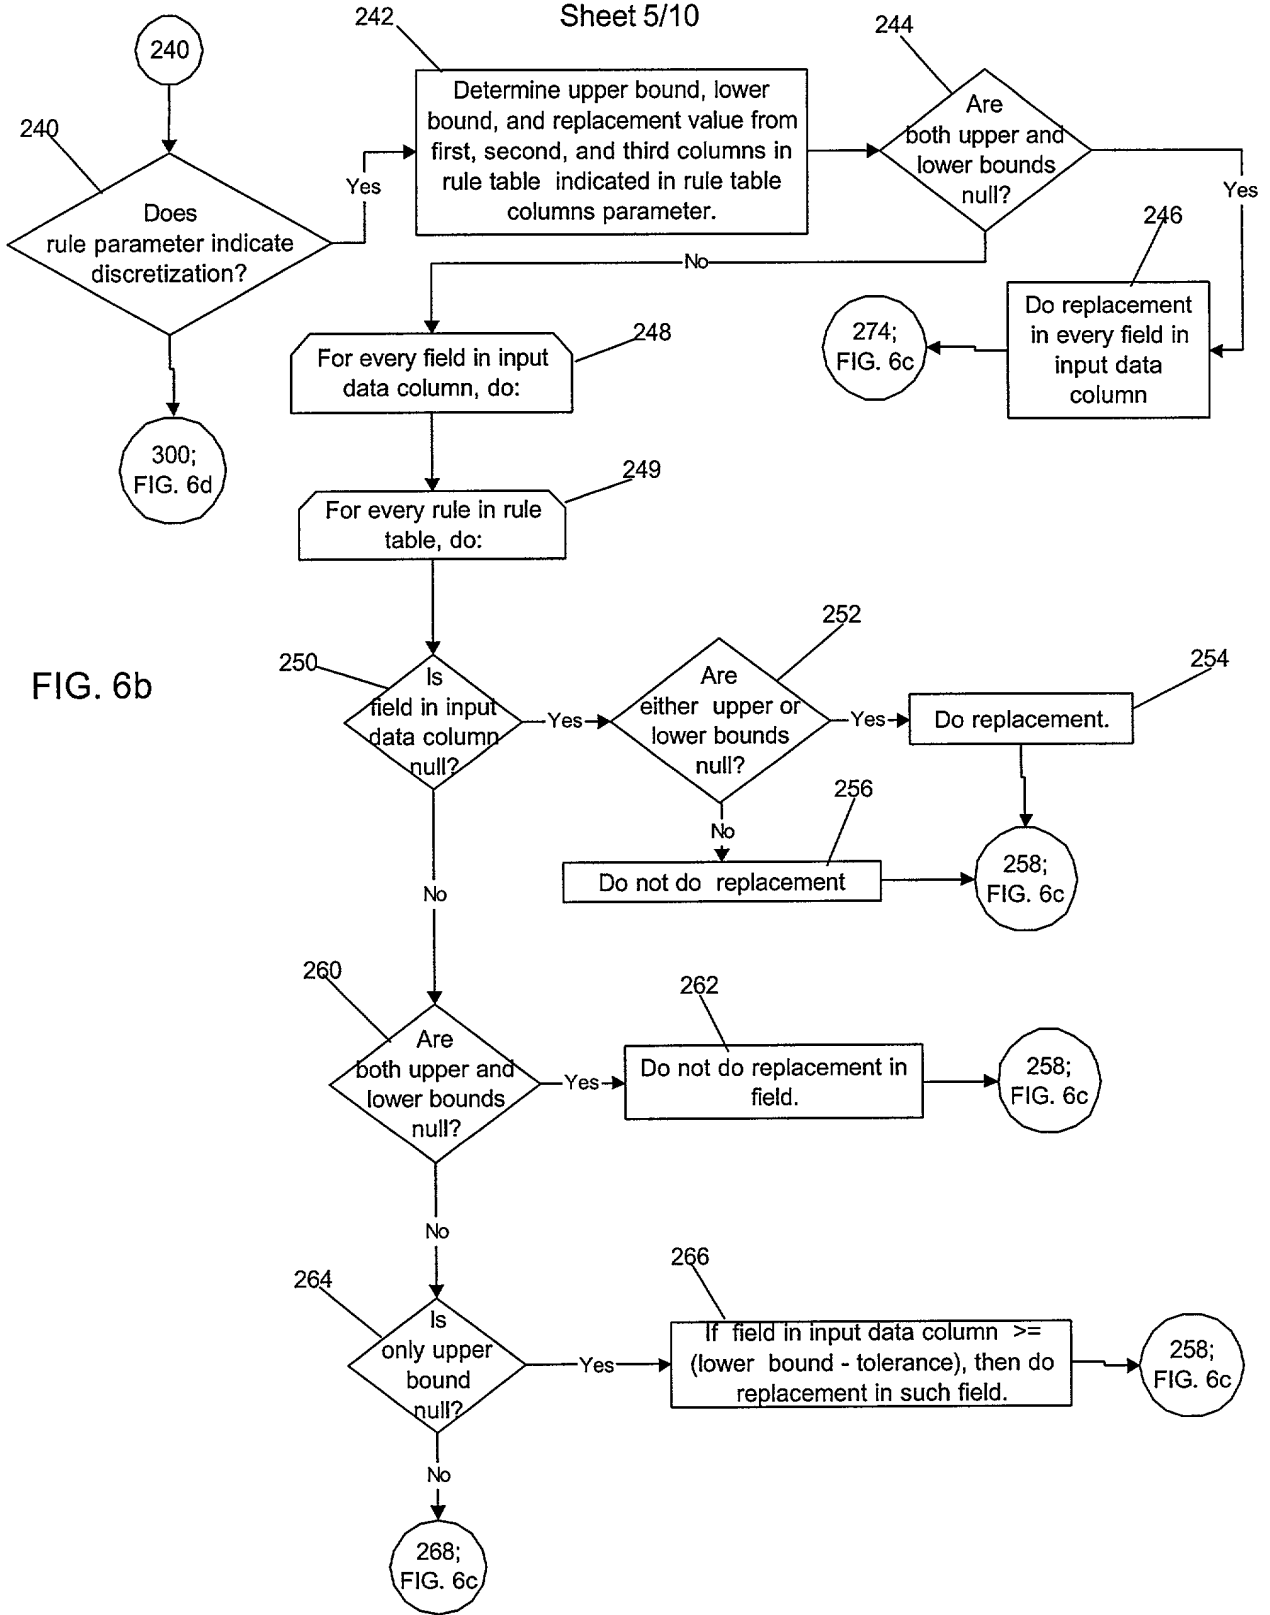 Sheet 5/10
240
240
Does
rule parameter indicate
discretization?
Yes
300;
FIG. 6d
242
Determine upper bound, lower
bound, and replacement value from
first, second, and third columns in
rule table indicated in rule table
columns parameter.
244
Are
both upper and
lower bounds
null?
Yes
246
Do replacement
in every field in
input data
column
274;
FIG. 6c
No
248
For every field in input
data column, do:
249
For every rule in rule
table, do:
FIG. 6b
250
Is
field in input
data column
null?
Yes
252
Are
either upper or
lower bounds
null?
Yes
254
Do replacement.
No
256
Do not do replacement
258;
FIG. 6c
No
260
Are
both upper and
lower bounds
null?
Yes
262
Do not do replacement in
field.
258;
FIG. 6c
No
264
Is
only upper
bound
null?
Yes
266
If field in input data column >=
(lower bound - tolerance), then do
replacement in such field.
258;
FIG. 6c
No
268;
FIG. 6c